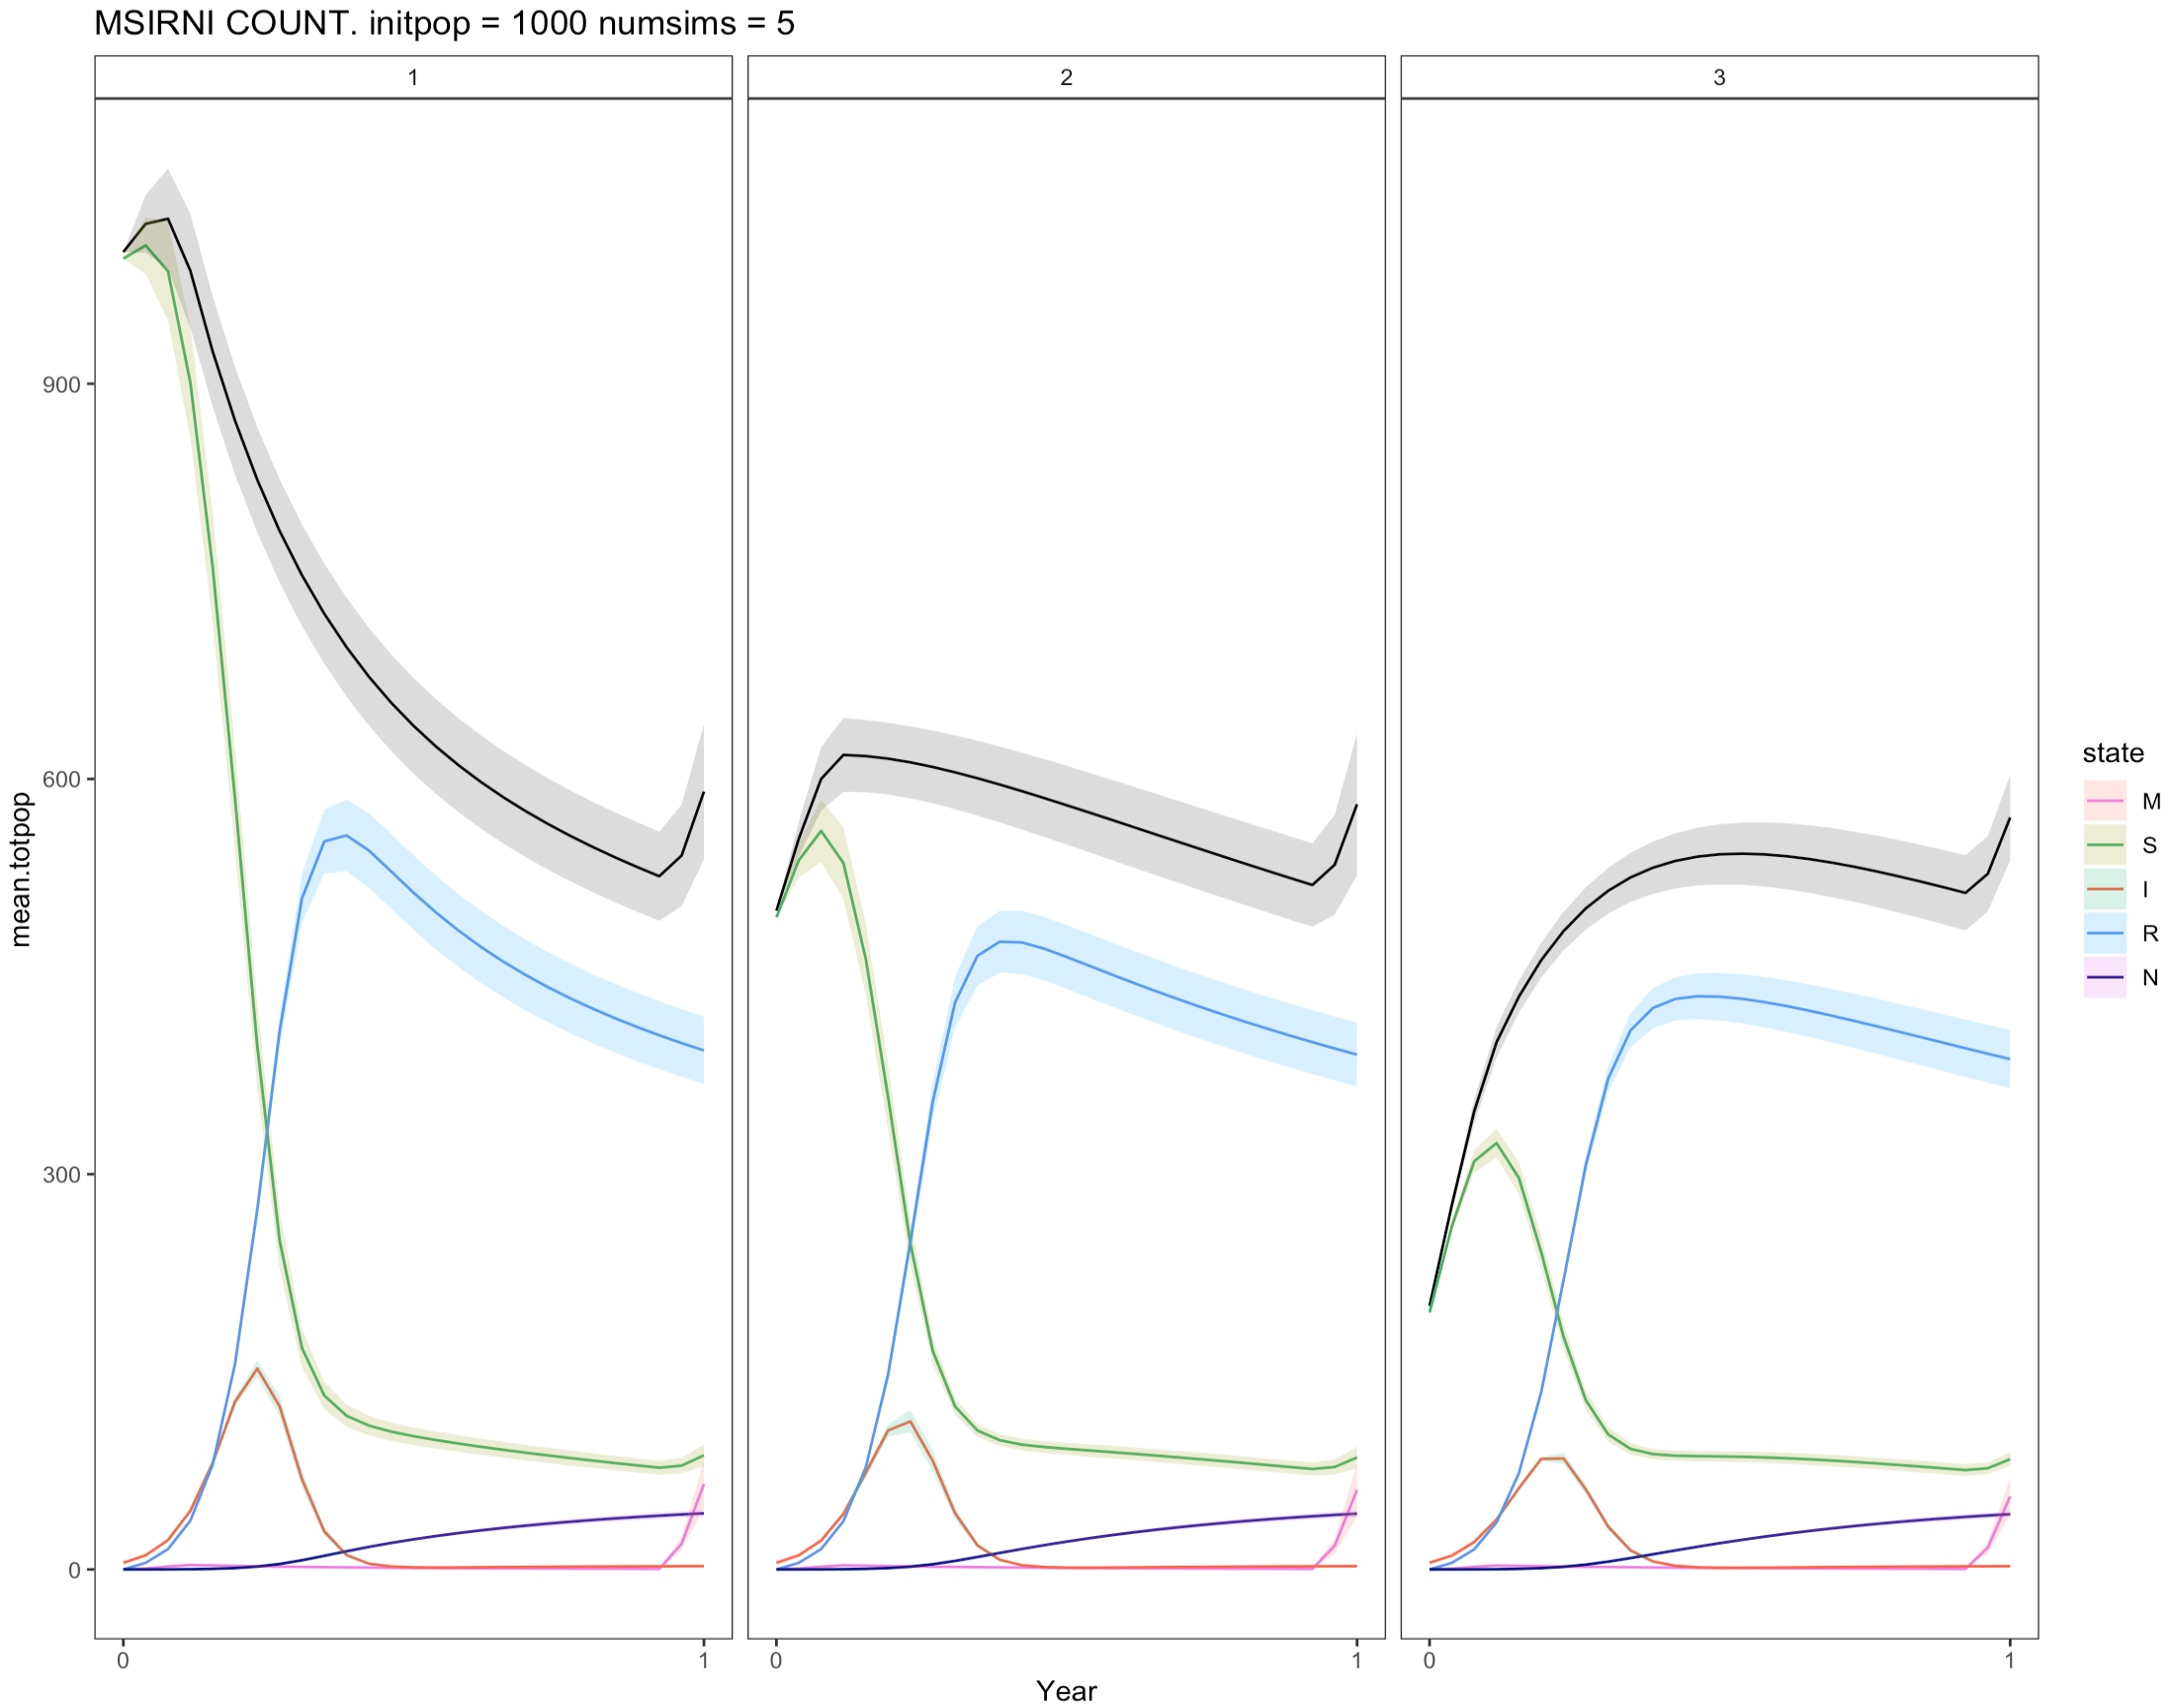 MSIRNI COUNT. initpop = 1000 numsims = 5
1
2
3
900
600
300
0
mean.totpop
0
1
0
1
0
1
Year
state
M
S
I
R
N